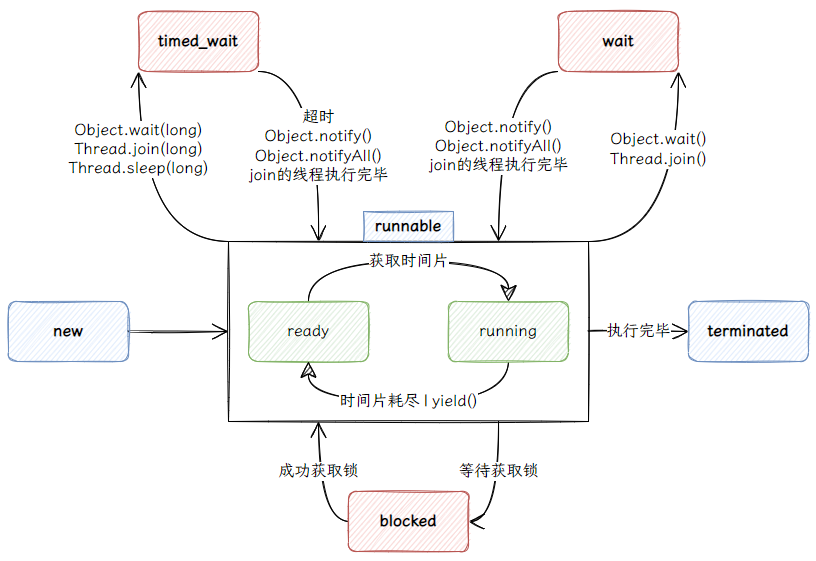 timed_wait
wait
Object.wait(long)
Thread.join(long)
Thread.sleep(long)
超时
Object.notify()
Object.notifyAll()
join的线程执行完毕
Object.notify()
Object.notifyAll()
join的线程执行完毕
Object.wait()
Thread.join()
runnable
获取时间片
new
ready
running
执行完毕
terminated
时间片耗尽|yield()
成功获取锁
等待获取锁
blocked